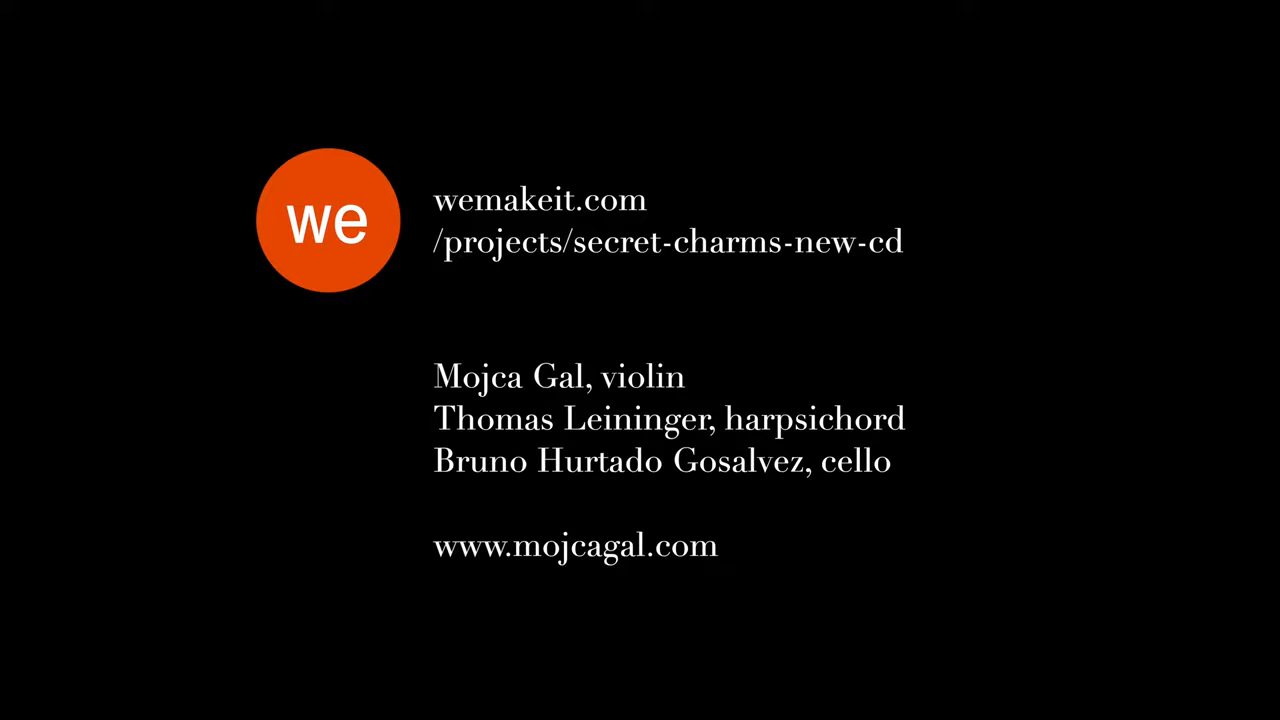 we
wemakeit.com
/projects/secret-charms-new-cd
Mojca Gal, violin
Thomas Leininger, harpsichord
Bruno Hurtado Gosalvez, cello
www.mojcagal.com